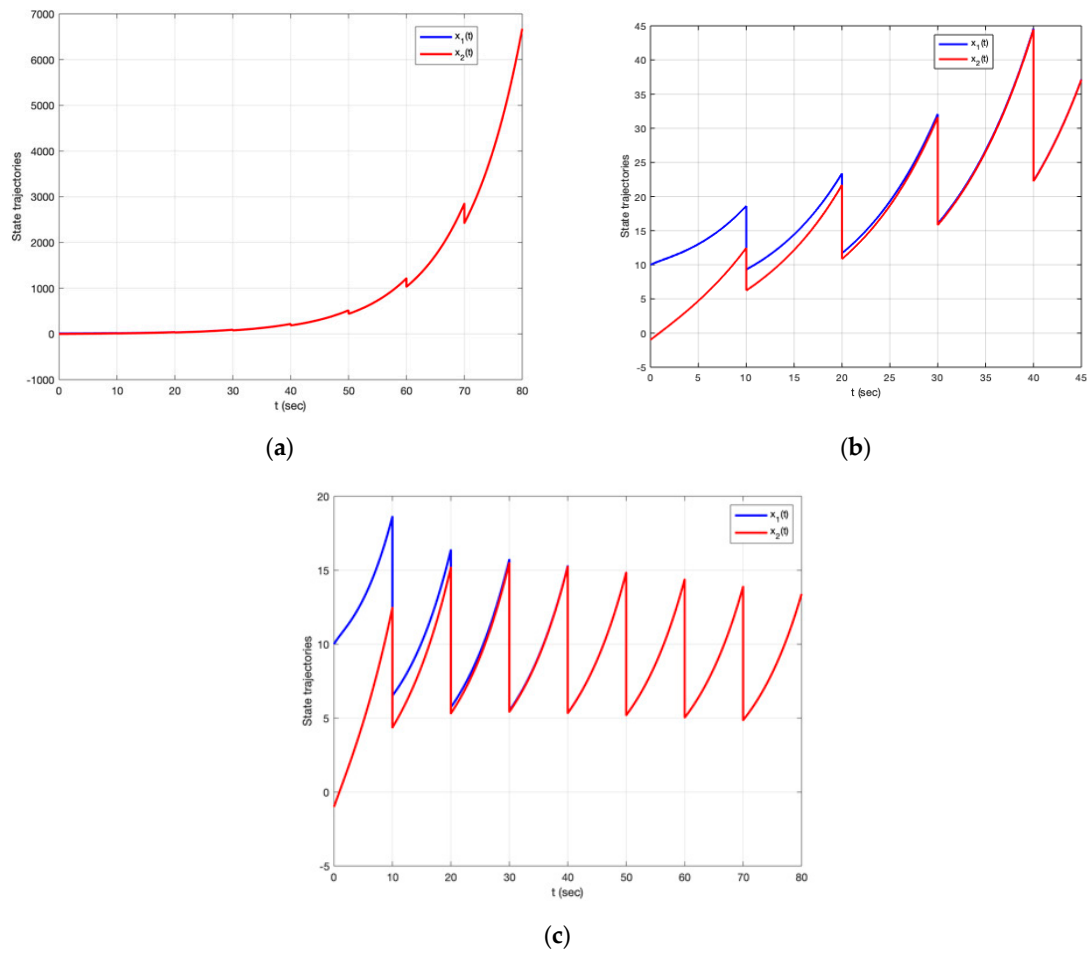 7000
6000
5000
4000
3000
2000
1000
0
-1000
State trajectories
x1(t)
x2(t)
0 10 20 30 40 50 60 70 80
t (sec)
(a)
45
40
35
30
25
20
15
10
5
0
-5
State trajectories
x1(t)
x2(t)
0 5 10 15 20 25 30 35 40 45
t (sec)
(b)
20
15
10
5
0
-5
State trajectories
x1(t)
x2(t)
0 10 20 30 40 50 60 70 80
t (sec)
(c)